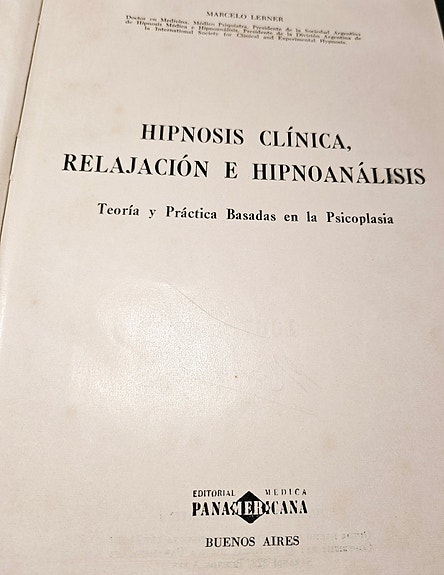 MARCELO LERNER
Doctor en Medicina. Médico Psiquiatra, Presidente de la Sociedad Argentina
de Hipnosis Médica e Hipnoanálisis, Presidente de la División Argentina de
la International Society for Clinical and Experimental Hypnosis.
HIPNOSIS CLÍNICA,
RELAJACIÓN E HIPNOANÁLISIS
Teoría y Práctica Basadas en la Psicoplasia
EDITORIAL MEDICA
PANAMERICANA
BUENOS AIRES